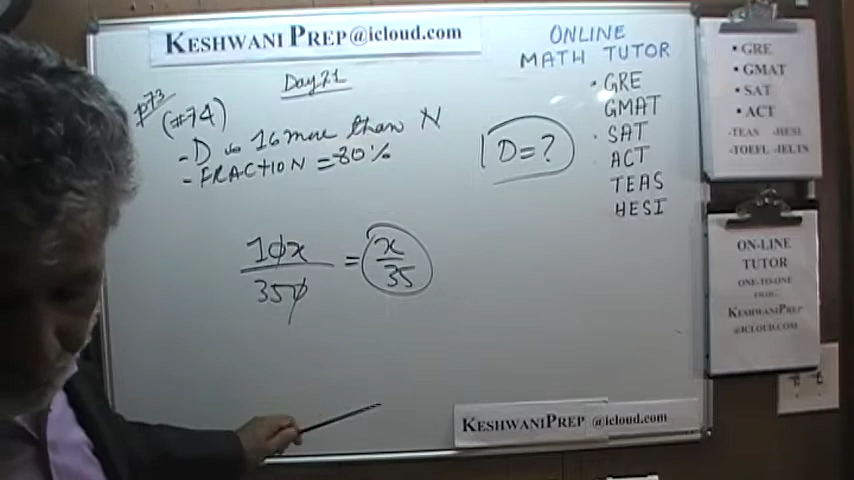 KESHWANI PREP@icloud.com
Day 21
p73
(#74)
- D is 16 more than N
- FRACTION = 80%
D = ?
10x
350
= x
35
ONLINE
MATH TUTOR
• GRE
GMAT
• SAT
ACT
TEAS
HESI
• GRE
• GMAT
• SAT
• ACT
-TEAS -HESI
-TOEFL -IELTS
ON-LINE
TUTOR
ONE-TO-ONE
KESHWANIPREP
@ICLOUD.COM
KESHWANIPREP @icloud.com